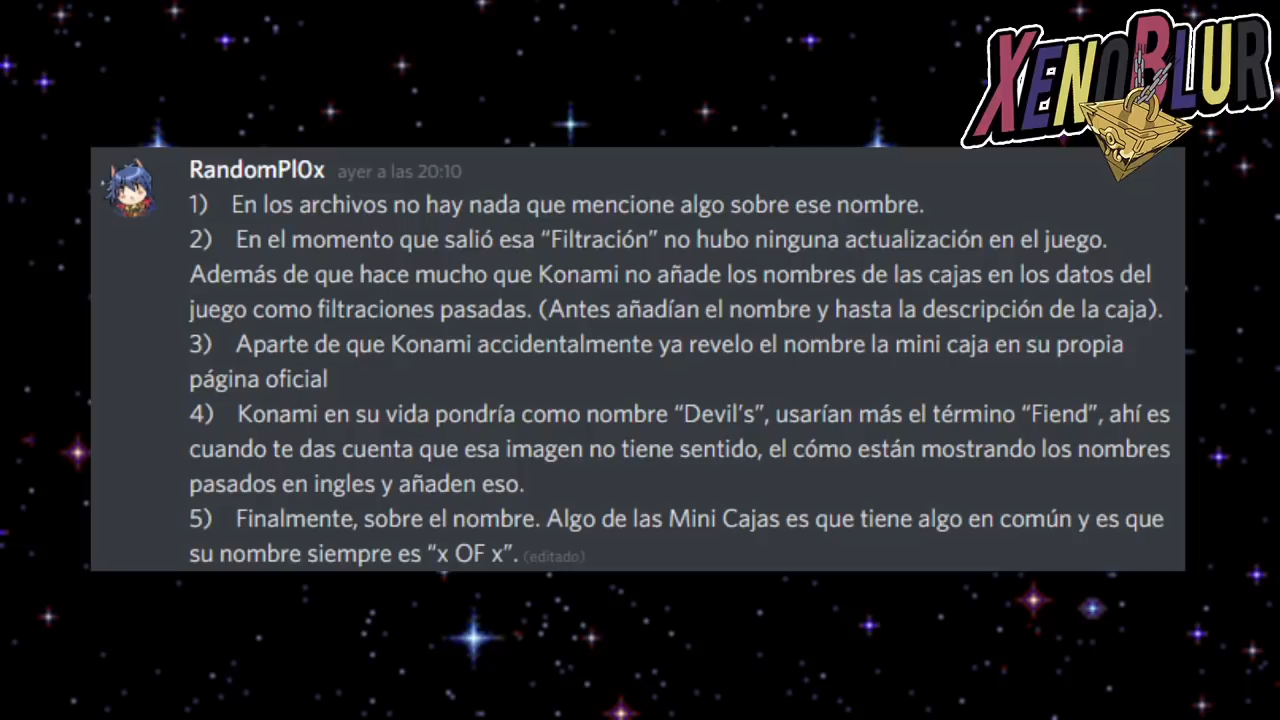 XENOBLUR
RandomPl0x ayer a las 20:10
1) En los archivos no hay nada que mencione algo sobre ese nombre.
2) En el momento que salió esa “Filtración” no hubo ninguna actualización en el juego.
Además de que hace mucho que Konami no añade los nombres de las cajas en los datos del
juego como filtraciones pasadas. (Antes añadían el nombre y hasta la descripción de la caja).
3) Aparte de que Konami accidentalmente ya revelo el nombre la mini caja en su propia
página oficial
4) Konami en su vida pondría como nombre “Devil’s”, usarían más el término “Fiend”, ahí es
cuando te das cuenta que esa imagen no tiene sentido, el cómo están mostrando los nombres
pasados en ingles y añaden eso.
5) Finalmente, sobre el nombre. Algo de las Mini Cajas es que tiene algo en común y es que
su nombre siempre es “x OF x”. (editado)